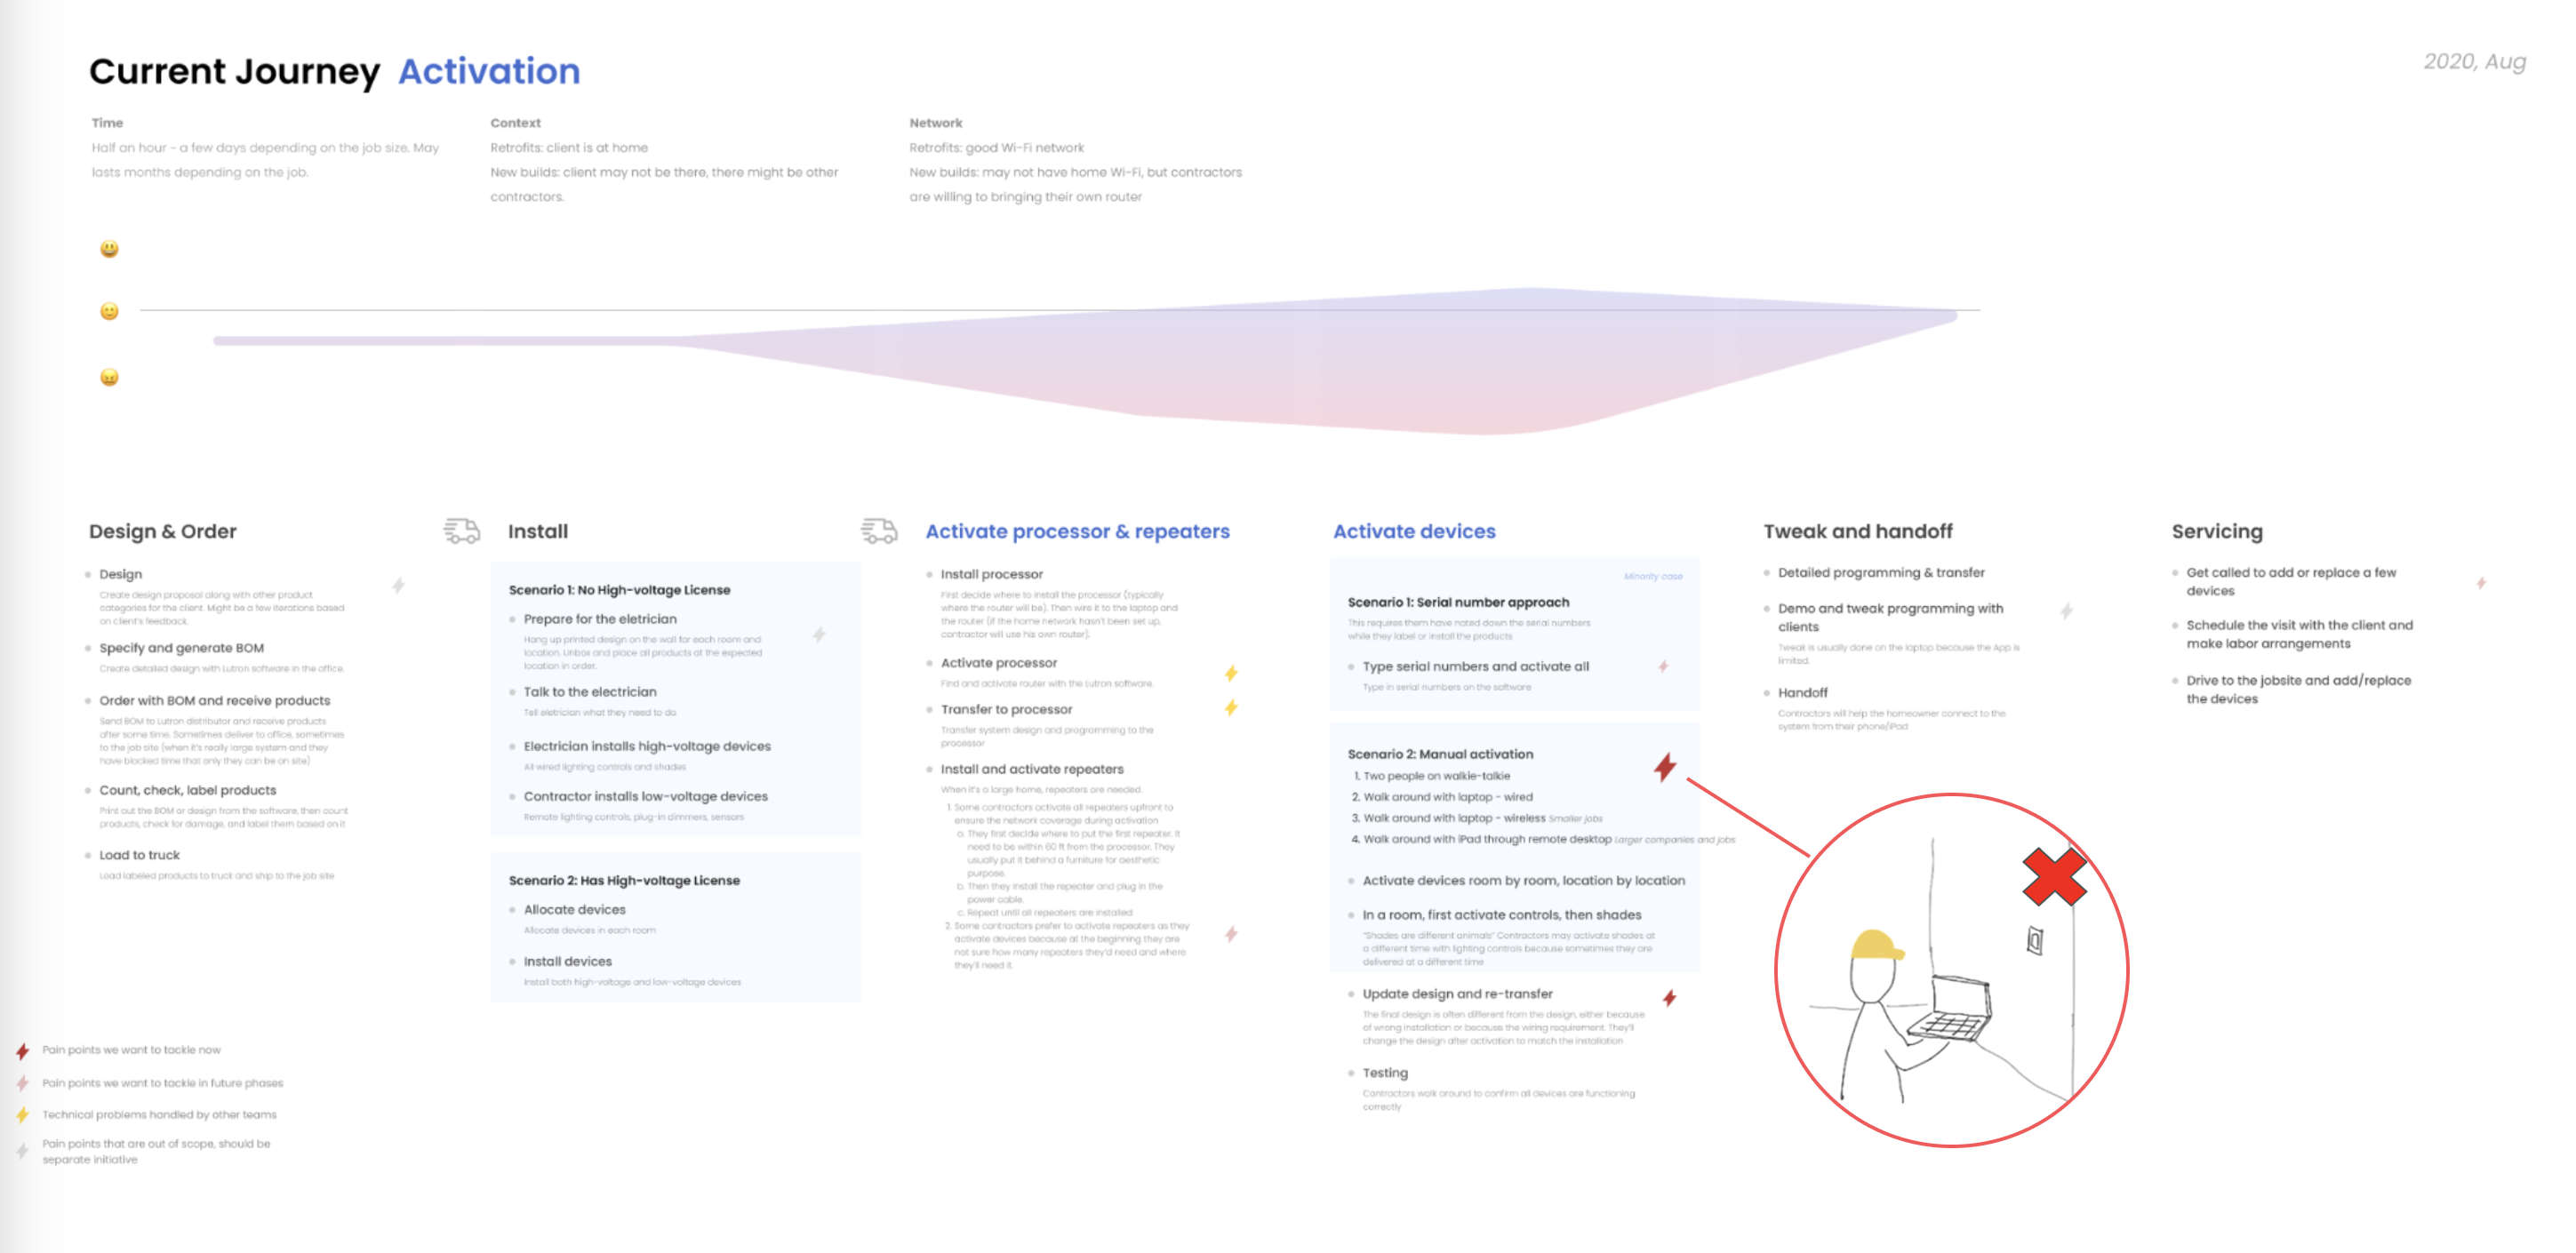 Current Journey Activation
2020, Aug
Time
Half an hour - a few days depending on the job size. May
lasts months depending on the job.
Context
Retrofits: client is at home
New builds: client may not be there, there might be other
contractors.
Network
Retrofits: good Wi-Fi network
New builds: may not have home Wi-Fi, but contractors
are willing to bringing their own router
Design & Order
Design
Create design proposal along with other product
categories for the client. Might be a few iterations based
on client's feedback.
Specify and generate BOM
Create detailed design with Lutron software in the office.
Order with BOM and receive products
Send BOM to Lutron distributor and receive products
after some time. Sometimes deliver to office, sometimes
to the job site (when it's really large system and they
have blocked time that only they can be on site)
Count, check, label products
Print out the BOM or design from the software, then count
products, check for damage, and label them based on it
Load to truck
Load labeled products to truck and ship to the job site
Install
Scenario 1: No High-voltage License
Prepare for the eletrician
Hang up printed design on the wall for each room and
location. Unbox and place all products at the expected
location in order.
Talk to the electrician
Tell eletrician what they need to do
Electrician installs high-voltage devices
All wired lighting controls and shades
Contractor installs low-voltage devices
Remote lighting controls, plug-in dimmers, sensors
Scenario 2: Has High-voltage License
Allocate devices
Allocate devices in each room
Install devices
Install both high-voltage and low-voltage devices
Activate processor & repeaters
Install processor
First decide where to install the processor (typically
where the router will be). Then wire it to the laptop and
the router (if the home network hasn't been set up,
contractor will use his own router).
Activate processor
Find and activate router with the Lutron software.
Transfer to processor
Transfer system design and programming to the
processor
Install and activate repeaters
When it's a large home, repeaters are needed.
1. Some contractors activate all repeaters upfront to
ensure the network coverage during activation
a. They first decide where to put the first repeater. It
need to be within 60 ft from the processor. They
usually put it behind a furniture for aesthetic
purpose.
b. Then they install the repeater and plug in the
power cable.
c. Repeat until all repeaters are installed
2. Some contractors prefer to activate repeaters as they
activate devices because at the beginning they are
not sure how many repeaters they'd need and where
they'll need it.
Activate devices
Minority case
Scenario 1: Serial number approach
This requires them have noted down the serial numbers
while they label or install the products
Type serial numbers and activate all
Type in serial numbers on the software
Scenario 2: Manual activation
1. Two people on walkie-talkie
2. Walk around with laptop - wired
3. Walk around with laptop - wireless Smaller jobs
4. Walk around with iPad through remote desktop Larger companies and jobs
Activate devices room by room, location by location
In a room, first activate controls, then shades
"Shades are different animals" Contractors may activate shades at
a different time with lighting controls because sometimes they are
delivered at a different time
Update design and re-transfer
The final design is often different from the design, either because
of wrong installation or because the wiring requirement. They'll
change the design after activation to match the installation
Testing
Contractors walk around to confirm all devices are functioning
correctly
Tweak and handoff
Detailed programming & transfer
Demo and tweak programming with
clients
Tweak is usually done on the laptop because the App is
limited.
Handoff
Contractors will help the homeowner connect to the
system from their phone/iPad
Servicing
Get called to add or replace a few
devices
Schedule the visit with the client and
make labor arrangements
Drive to the jobsite and add/replace
the devices
Pain points we want to tackle now
Pain points we want to tackle in future phases
Technical problems handled by other teams
Pain points that are out of scope, should be
separate initiative